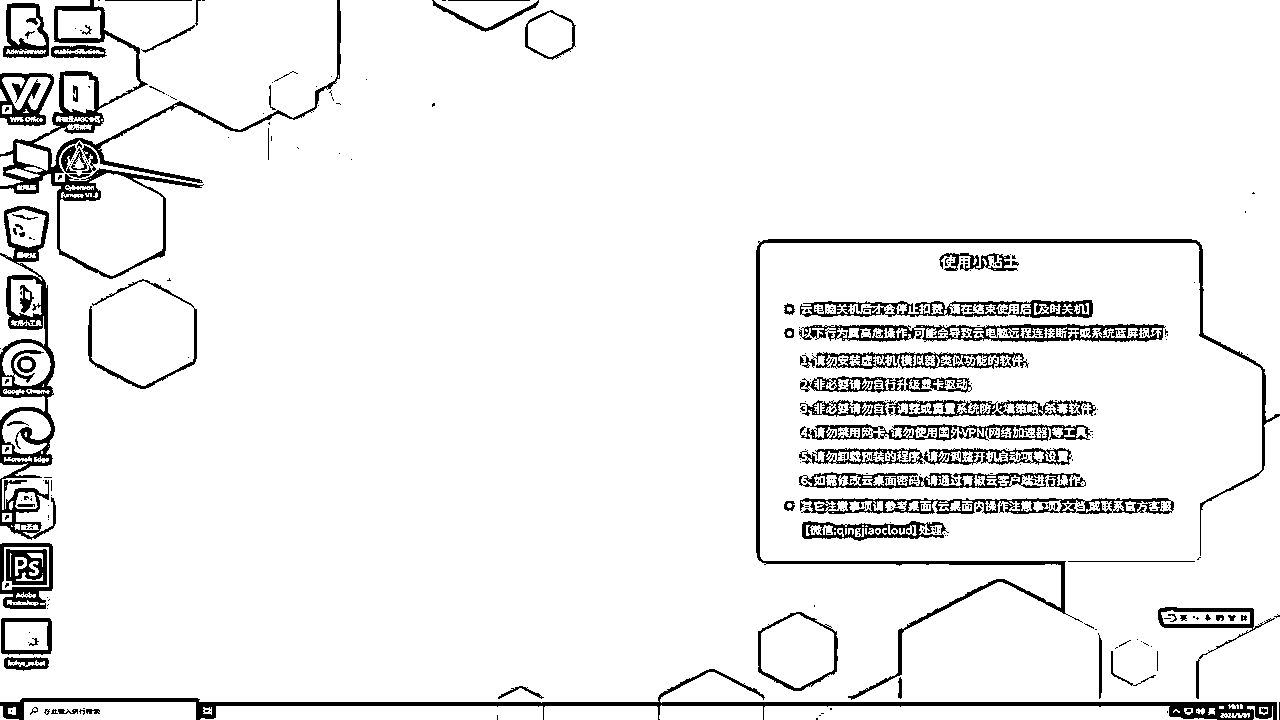 Administrator
WPS Office
Google Chrome
Microsoft Edge
Ps
Adobe
Photoshop
使用小贴士
云电脑关机后才会停止扣费, 请在结束使用后【及时关机】
以下行为属高危操作, 可能会导致云电脑远程连接断开或系统蓝屏损坏
1. 请勿安装虚拟机(模拟器)类似功能的软件。
2. 非必要请勿自行升级显卡驱动。
3. 非必要请勿自行调整或重置系统防火墙策略, 杀毒软件。
4. 请勿禁用网卡, 请勿使用国外VPN(网络加速器)等工具。
5. 请勿卸载预装的程序, 请勿调整开机自动项等设置。
6. 如需修改云桌面密码, 请通过青椒云客户端进行操作。
其它注意事项请参考桌面《云桌面内操作注意事项》文档,或联系官方客服
【微信:qingjiaocloud】处理。
在此键入进行搜索
英